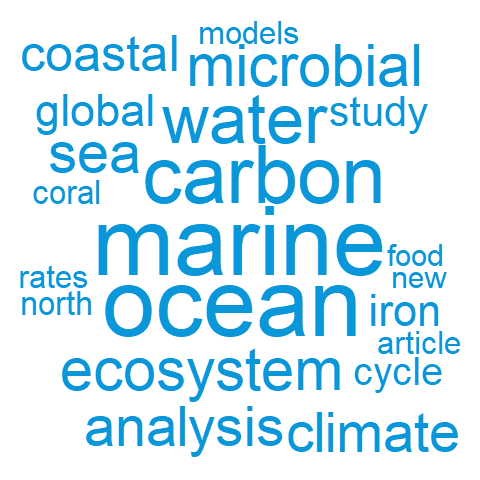 models
coastal
microbial
global
water
study
sea
carbon
coral
marine
food
rates
new
north
ocean
iron
article
ecosystem
cycle
analysis
climate